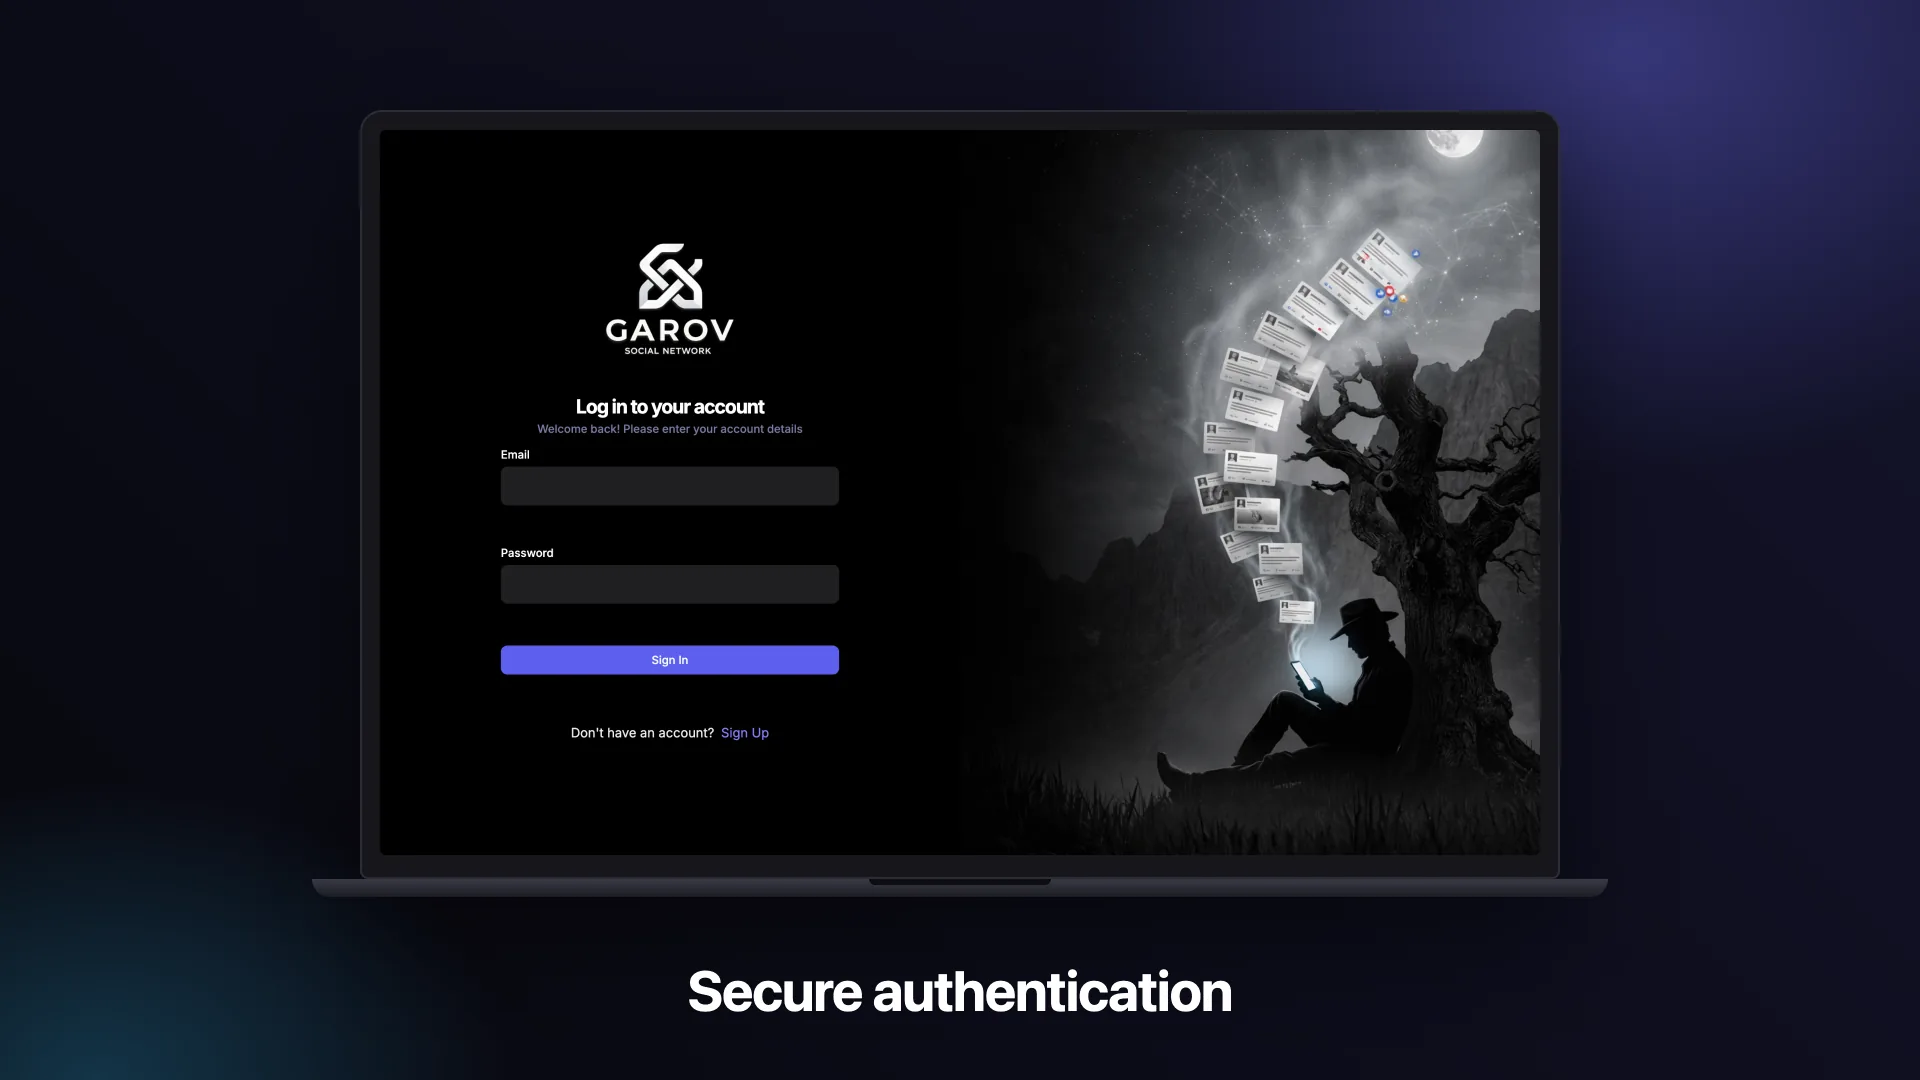 GAROV
SOCIAL NETWORK
Log in to your account
Welcome back! Please enter your account details
Email
Password
Sign In
Don't have an account? Sign Up
Secure authentication